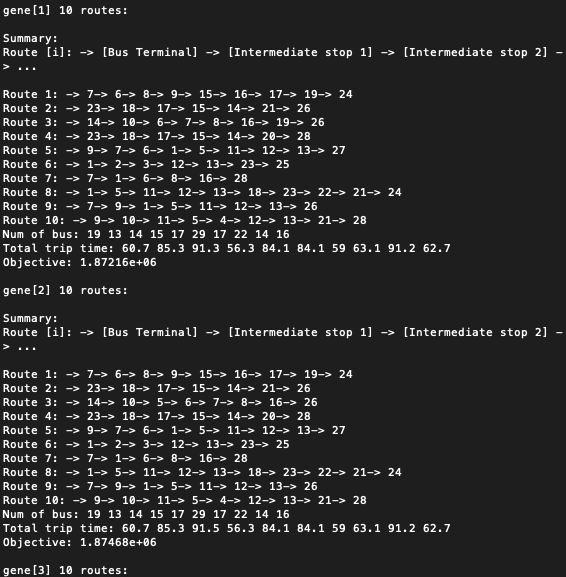 gene[1] 10 routes:
Summary:
Route [i]: -> [Bus Terminal] -> [Intermediate stop 1] -> [Intermediate stop 2] -
> ...
Route 1: -> 7-> 6-> 8-> 9-> 15-> 16-> 17-> 19-> 24
Route 2: -> 23-> 18-> 17-> 15-> 14-> 21-> 26
Route 3: -> 14-> 10-> 6-> 7-> 8-> 16-> 19-> 26
Route 4: -> 23-> 18-> 17-> 15-> 14-> 20-> 28
Route 5: -> 9-> 7-> 6-> 1-> 5-> 11-> 12-> 13-> 27
Route 6: -> 1-> 2-> 3-> 12-> 13-> 23-> 25
Route 7: -> 7-> 1-> 6-> 8-> 16-> 28
Route 8: -> 1-> 5-> 11-> 12-> 13-> 18-> 23-> 22-> 21-> 24
Route 9: -> 7-> 9-> 1-> 5-> 11-> 12-> 13-> 26
Route 10: -> 9-> 10-> 11-> 5-> 4-> 12-> 13-> 21-> 28
Num of bus: 19 13 14 15 17 29 17 22 14 16
Total trip time: 60.7 85.3 91.3 56.3 84.1 84.1 59 63.1 91.2 62.7
Objective: 1.87216e+06
gene[2] 10 routes:
Summary:
Route [i]: -> [Bus Terminal] -> [Intermediate stop 1] -> [Intermediate stop 2] -
> ...
Route 1: -> 7-> 6-> 8-> 9-> 15-> 16-> 17-> 19-> 24
Route 2: -> 23-> 18-> 17-> 15-> 14-> 21-> 26
Route 3: -> 14-> 10-> 5-> 6-> 7-> 8-> 16-> 26
Route 4: -> 23-> 18-> 17-> 15-> 14-> 20-> 28
Route 5: -> 9-> 7-> 6-> 1-> 5-> 11-> 12-> 13-> 27
Route 6: -> 1-> 2-> 3-> 12-> 13-> 23-> 25
Route 7: -> 7-> 1-> 6-> 8-> 16-> 28
Route 8: -> 1-> 5-> 11-> 12-> 13-> 18-> 23-> 22-> 21-> 24
Route 9: -> 7-> 9-> 1-> 5-> 11-> 12-> 13-> 26
Route 10: -> 9-> 10-> 11-> 5-> 4-> 12-> 13-> 21-> 28
Num of bus: 19 13 14 15 17 29 17 22 14 16
Total trip time: 60.7 85.3 91.5 56.3 84.1 84.1 59 63.1 91.2 62.7
Objective: 1.87468e+06
gene[3] 10 routes: